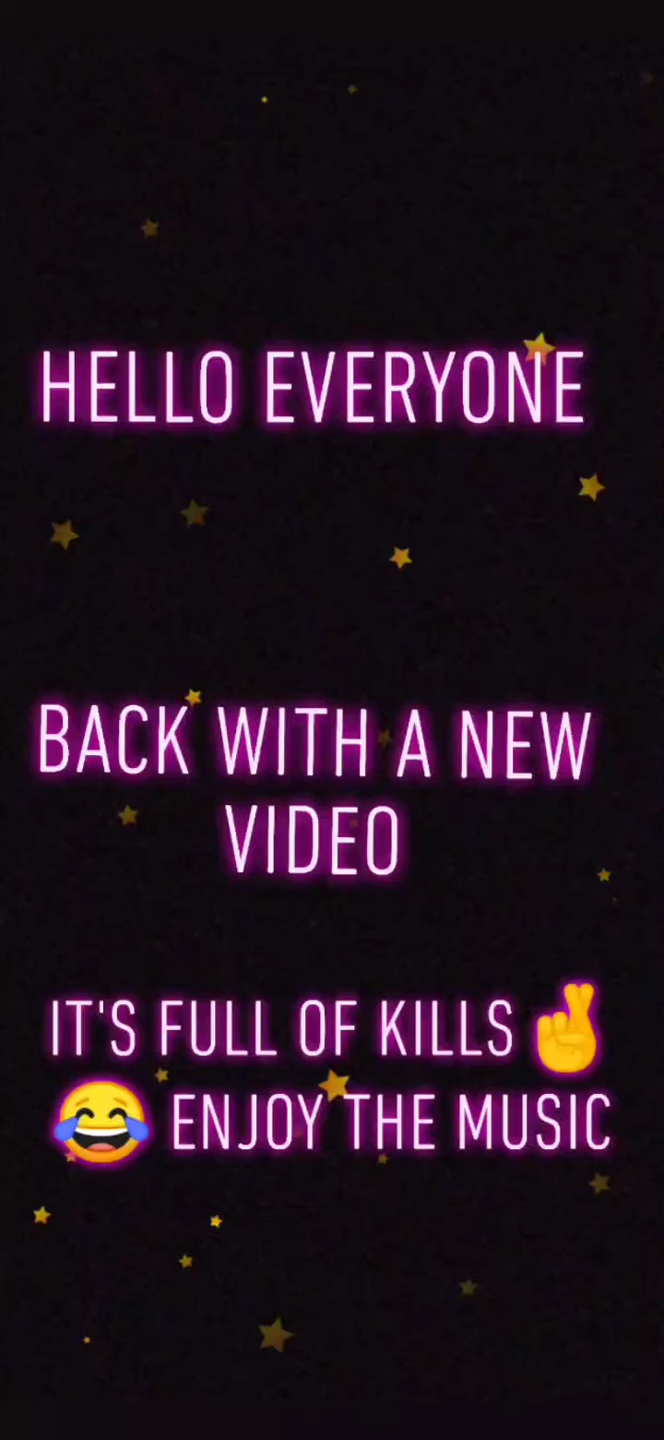 HELLO EVERYONE
BACK WITH A NEW
VIDEO
IT'S FULL OF KILLS 🤞
😂 ENJOY THE MUSIC